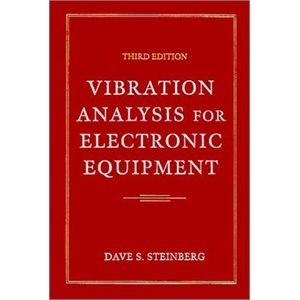 THIRD EDITION
VIBRATION
ANALYSIS FOR
ELECTRONIC
EQUIPMENT
DAVE S. STEINBERG